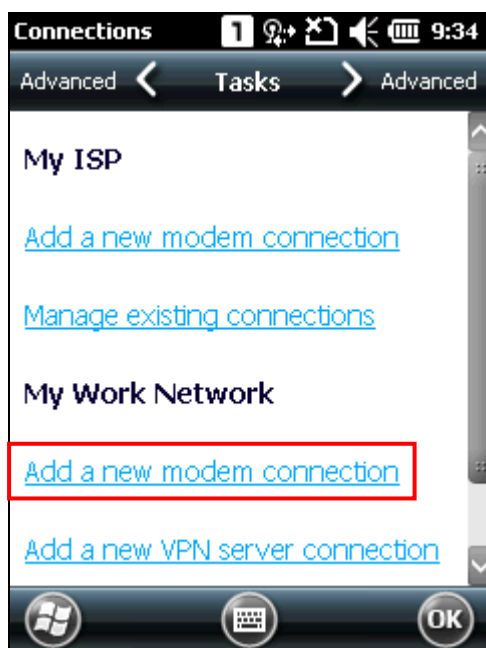 Connections 1 9:34
Advanced Tasks Advanced
My ISP
Add a new modem connection
Manage existing connections
My Work Network
Add a new modem connection
Add a new VPN server connection
OK